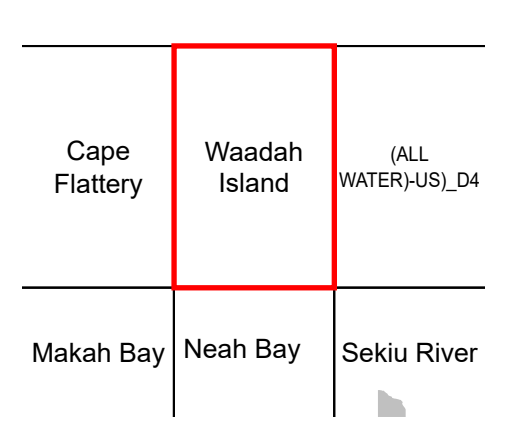 Cape
Flattery
Waadah
Island
(ALL
WATER)-US)_D4
Makah Bay
Neah Bay
Sekiu River